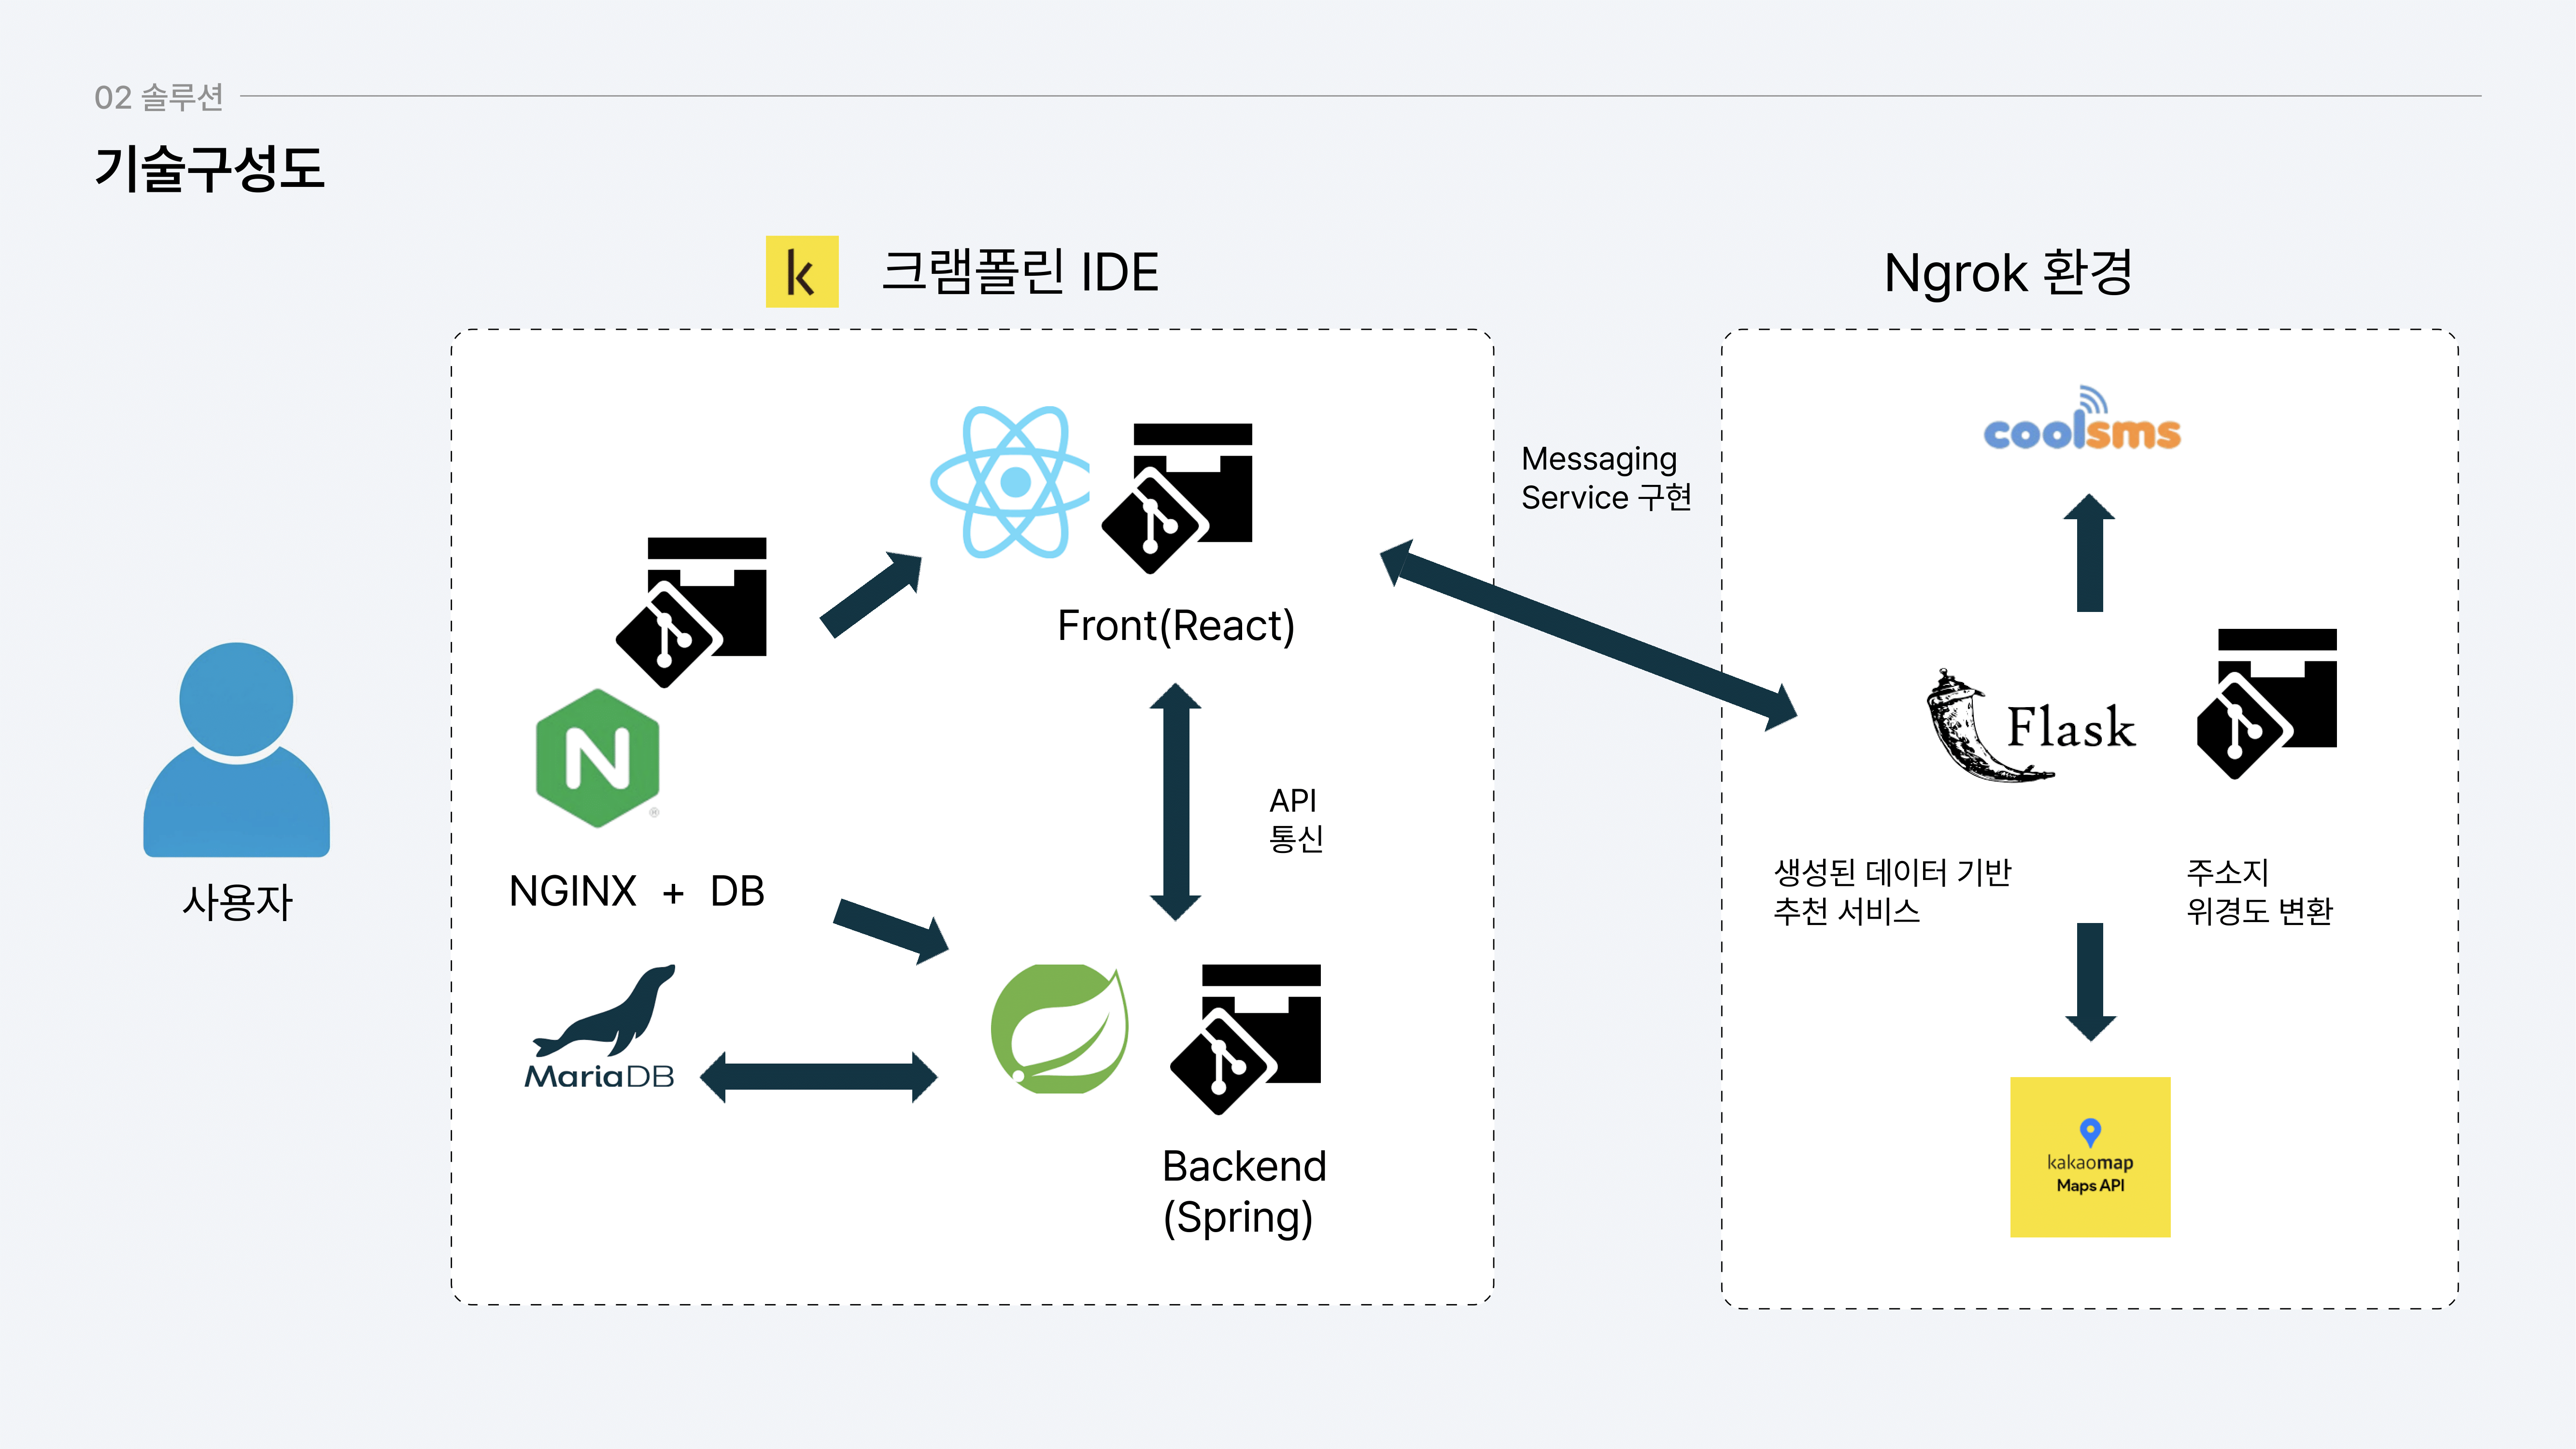 02 솔루션
기술구성도
k 크램폴린 IDE
Ngrok 환경
coolsms
Messaging
Service 구현
Front(React)
Flask
N
API
통신
사용자
NGINX + DB
생성된 데이터 기반
추천 서비스
주소지
위경도 변환
MariaDB
Backend
(Spring)
kakaomap
Maps API